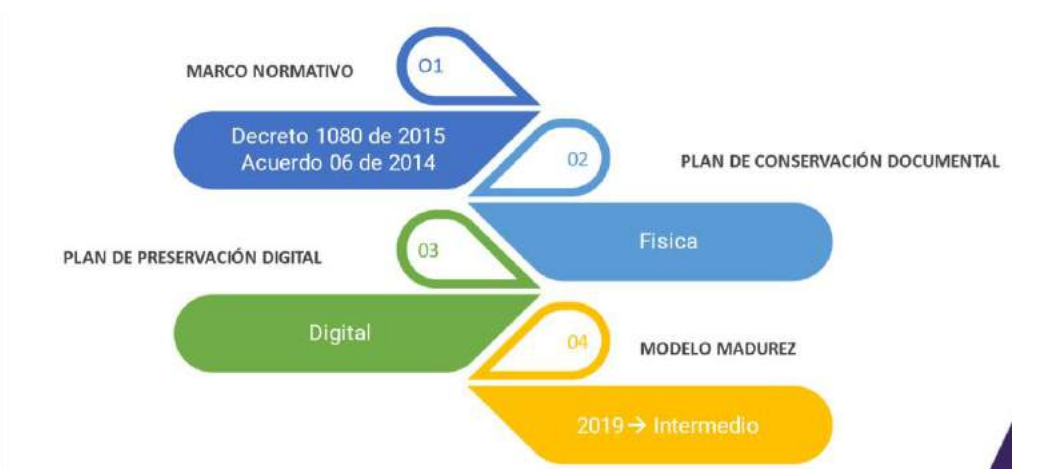 MARCO NORMATIVO
O1
Decreto 1080 de 2015
Acuerdo 06 de 2014
02
PLAN DE CONSERVACIÓN DOCUMENTAL
Fisica
PLAN DE PRESERVACIÓN DIGITAL
03
Digital
04
MODELO MADUREZ
2019→ Intermedio